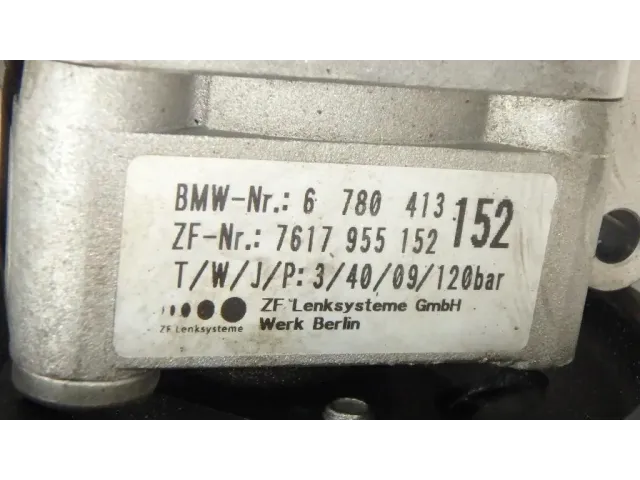 BMW-Nr.: 6 780 413
152
ZF-Nr.: 7617 955 152
T/W/J/P: 3/40/09/120bar
ZF Lenksysteme GmbH
ZF Lenksysteme
Werk Berlin